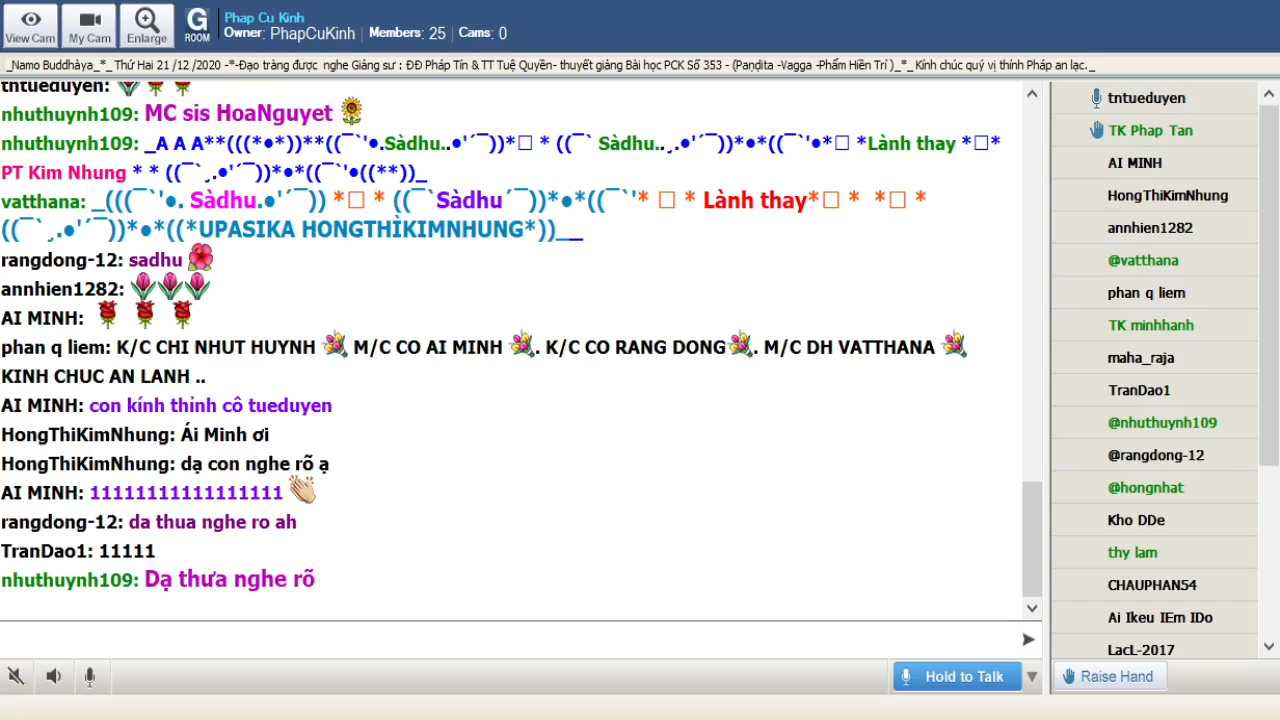 View Cam
My Cam
Enlarge
G
ROOM
Phap Cu Kinh
Owner: PhapCuKinh | Members: 25 | Cams: 0
_Namo Buddhàya_*_ Thứ Hai 21 /12 /2020 -*-Đạo tràng được nghe Giảng sư : ĐĐ Pháp Tín & TT Tuệ Quyền- thuyết giảng Bài học PCK Số 353 - (Paṇḍita -Vagga -Phẩm Hiền Trí )_*_ Kính chúc quý vị thính Pháp an lạc._
tntueduyen:
nhuthuynh109: MC sis HoaNguyet
nhuthuynh109: _A A A**(((*•*))**((¯`'•.Sàdhu..•'´¯))*□ * ((¯` Sàdhu..¸.•'´¯))*•*((¯`'•*□ *Lành thay *□*
PT Kim Nhung * * ((¯`¸.•'´¯))*•*((¯`'•((**))_
vatthana: _(((¯`'•. Sàdhu.•'´¯)) *□ * ((¯`Sàdhu´¯))*•*((¯`'* □ * Lành thay*□ * *□ *
((¯`¸.•'´¯))*•*((*UPASIKA HONGTHÌKIMNHUNG*))__
rangdong-12: sadhu
annhien1282:
AI MINH:
phan q liem: K/C CHI NHUT HUYNH M/C CO AI MINH . K/C CO RANG DONG . M/C DH VATTHANA
KINH CHUC AN LANH ..
AI MINH: con kính thỉnh cô tueduyen
HongThiKimNhung: Ái Minh ơi
HongThiKimNhung: dạ con nghe rõ ạ
AI MINH: 11111111111111111
rangdong-12: da thua nghe ro ah
TranDao1: 11111
nhuthuynh109: Dạ thưa nghe rõ
Hold to Talk
tntueduyen
TK Phap Tan
AI MINH
HongThiKimNhung
annhien1282
@vatthana
phan q liem
TK minhhanh
maha_raja
TranDao1
@nhuthuynh109
@rangdong-12
@hongnhat
Kho DDe
thy lam
CHAUPHAN54
Ai Ikeu IEm IDo
LacL-2017
Raise Hand